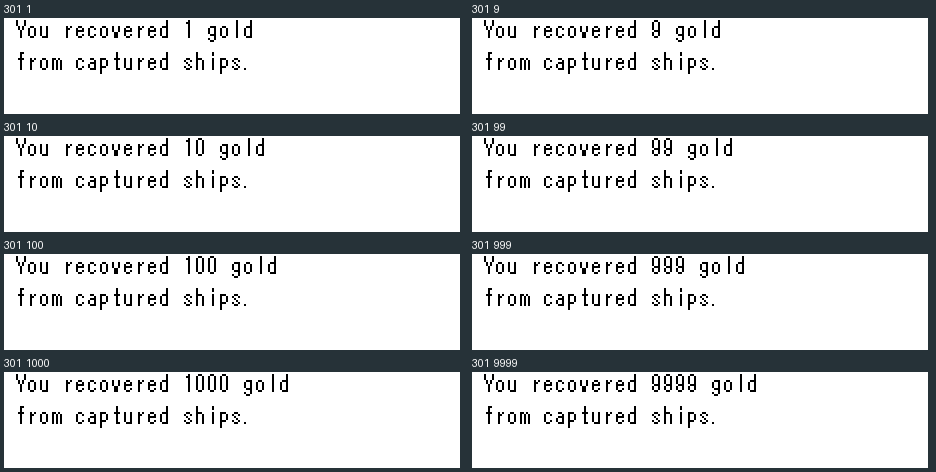 301 1
You recovered 1 gold
from captured ships.
301 9
You recovered 9 gold
from captured ships.
301 10
You recovered 10 gold
from captured ships.
301 99
You recovered 99 gold
from captured ships.
301 100
You recovered 100 gold
from captured ships.
301 999
You recovered 999 gold
from captured ships.
301 1000
You recovered 1000 gold
from captured ships.
301 9999
You recovered 9999 gold
from captured ships.